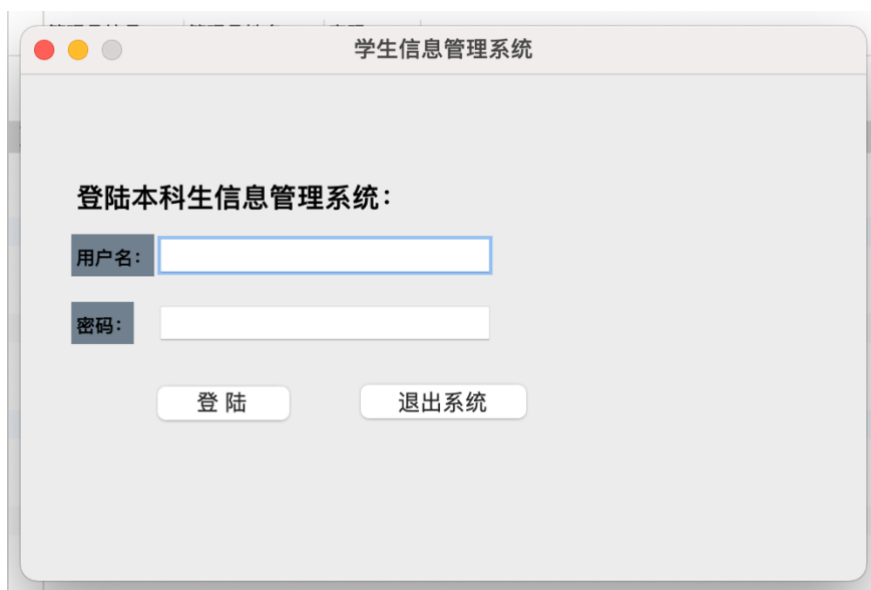 学生信息管理系统
登陆本科生信息管理系统：
用户名：
密码：
登 陆
退出系统